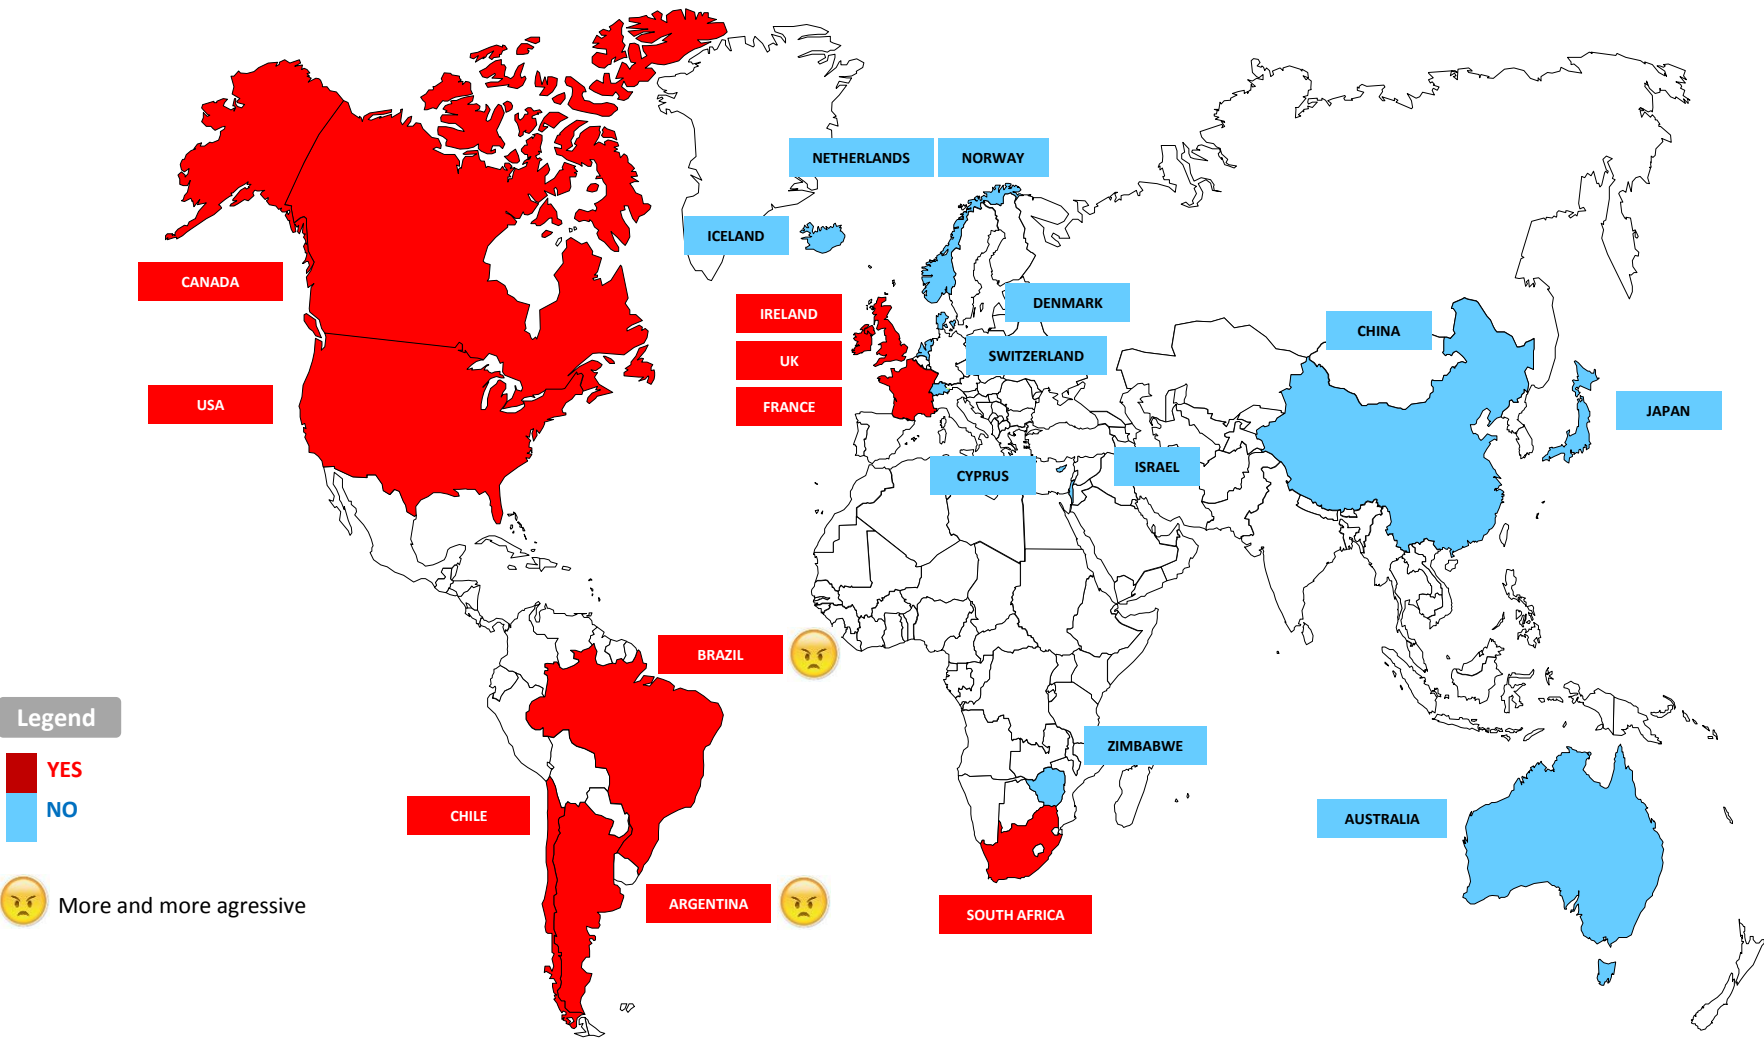 NETHERLANDS
NORWAY
ICELAND
CANADA
DENMARK
IRELAND
CHINA
UK
SWITZERLAND
USA
FRANCE
JAPAN
CYPRUS
ISRAEL
BRAZIL
Legend
YES
NO
ZIMBABWE
CHILE
AUSTRALIA
More and more agressive
ARGENTINA
SOUTH AFRICA